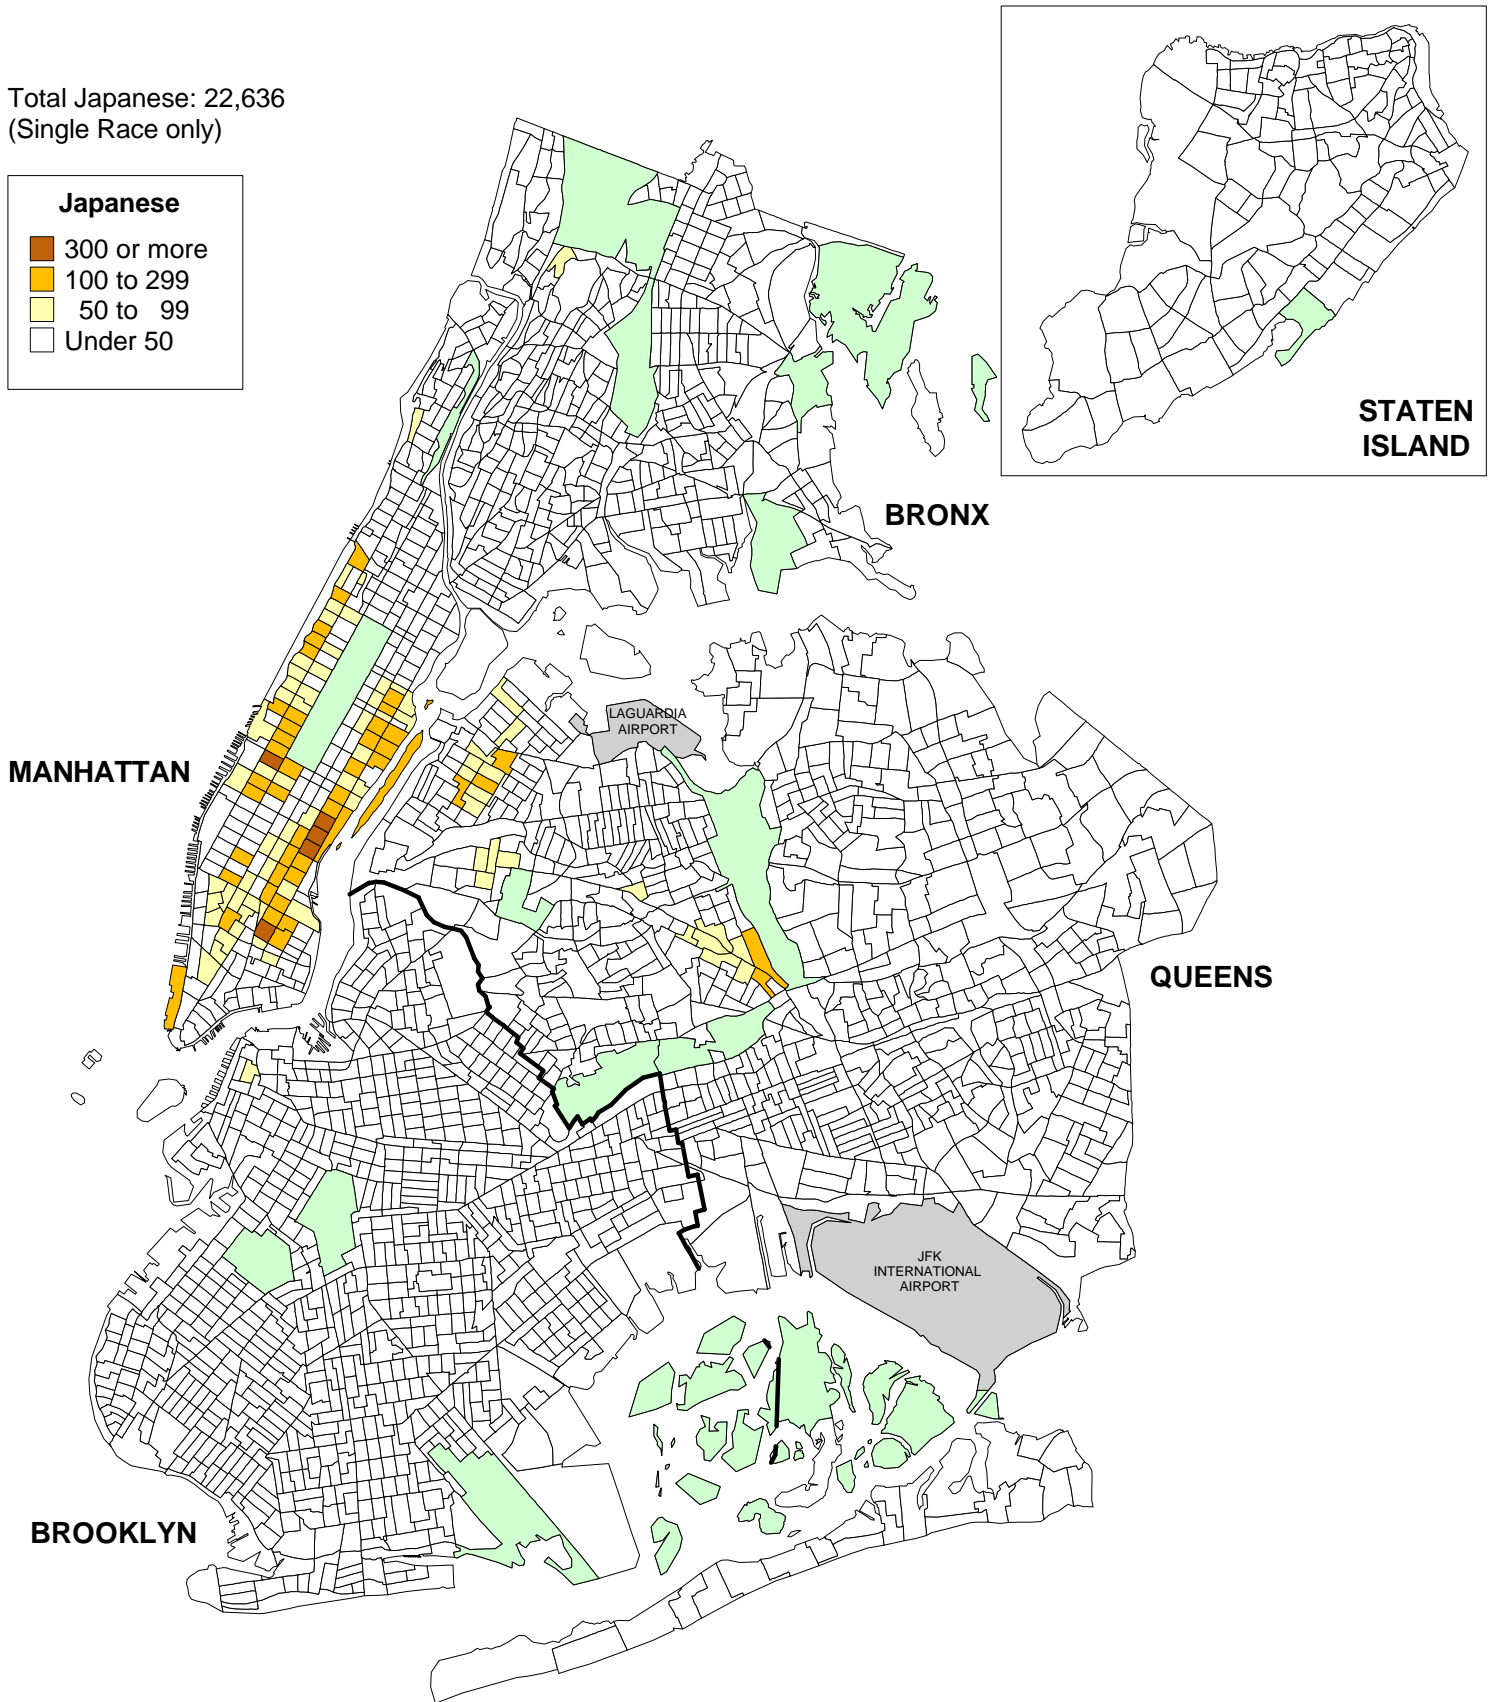 Total Japanese: 22,636
(Single Race only)
Japanese
300 or more
100 to 299
50 to 99
Under 50
STATEN
ISLAND
BRONX
LAGUARDIA
AIRPORT
MANHATTAN
QUEENS
JFK
INTERNATIONAL
AIRPORT
BROOKLYN